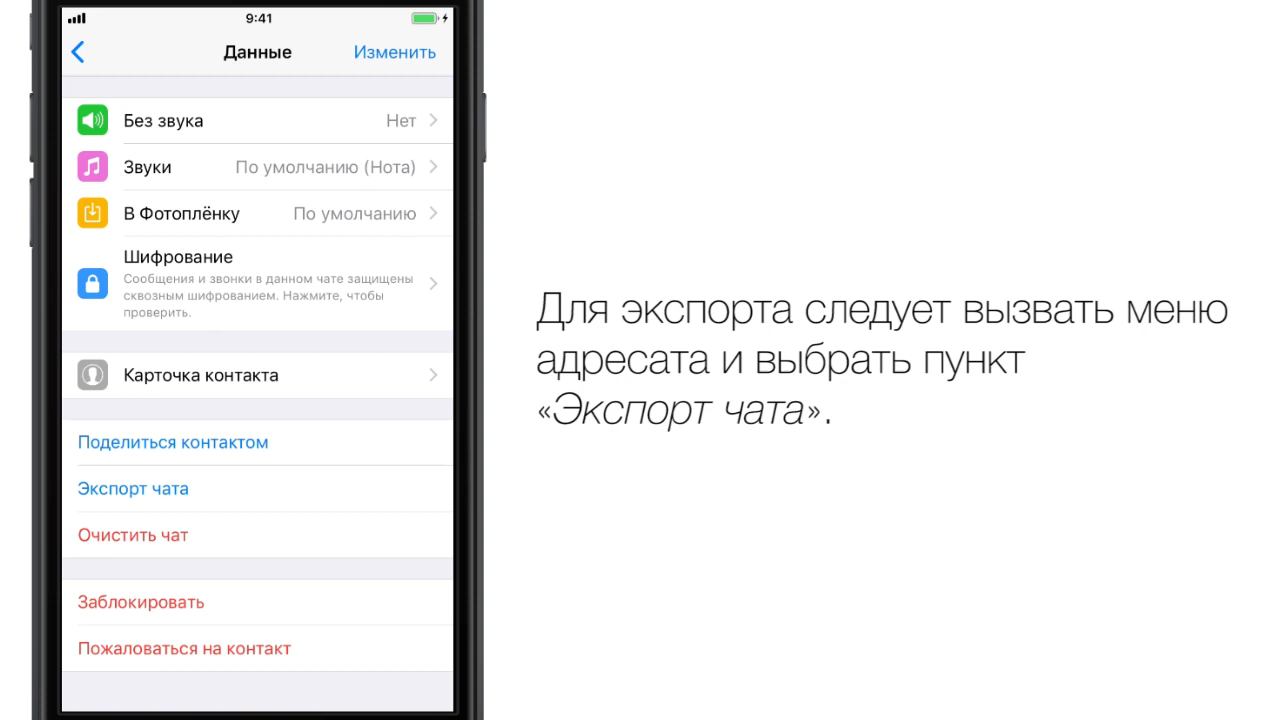 9:41
Данные
Изменить
Без звука
Нет
Звуки
По умолчанию (Нота)
В Фотоплёнку
По умолчанию
Шифрование
Сообщения и звонки в данном чате защищены
сквозным шифрованием. Нажмите, чтобы
проверить.
Карточка контакта
Поделиться контактом
Экспорт чата
Очистить чат
Заблокировать
Пожаловаться на контакт
Для экспорта следует вызвать меню
адресата и выбрать пункт
«Экспорт чата».